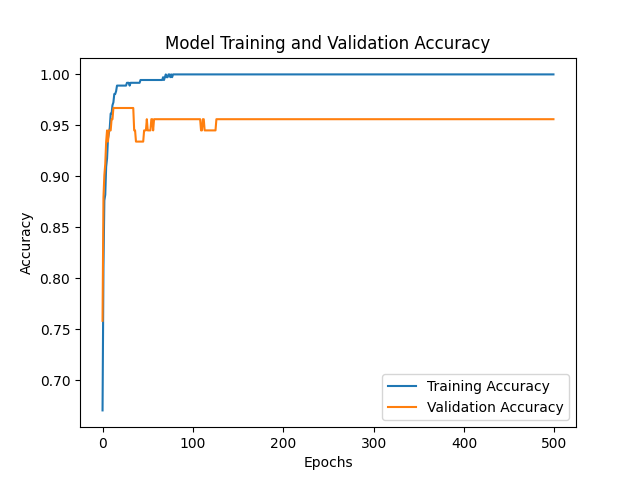 Model Training and Validation Accuracy
1.00
0.95
0.90
0.85
0.80
0.75
0.70
Accuracy
Training Accuracy
Validation Accuracy
0 100 200 300 400 500
Epochs